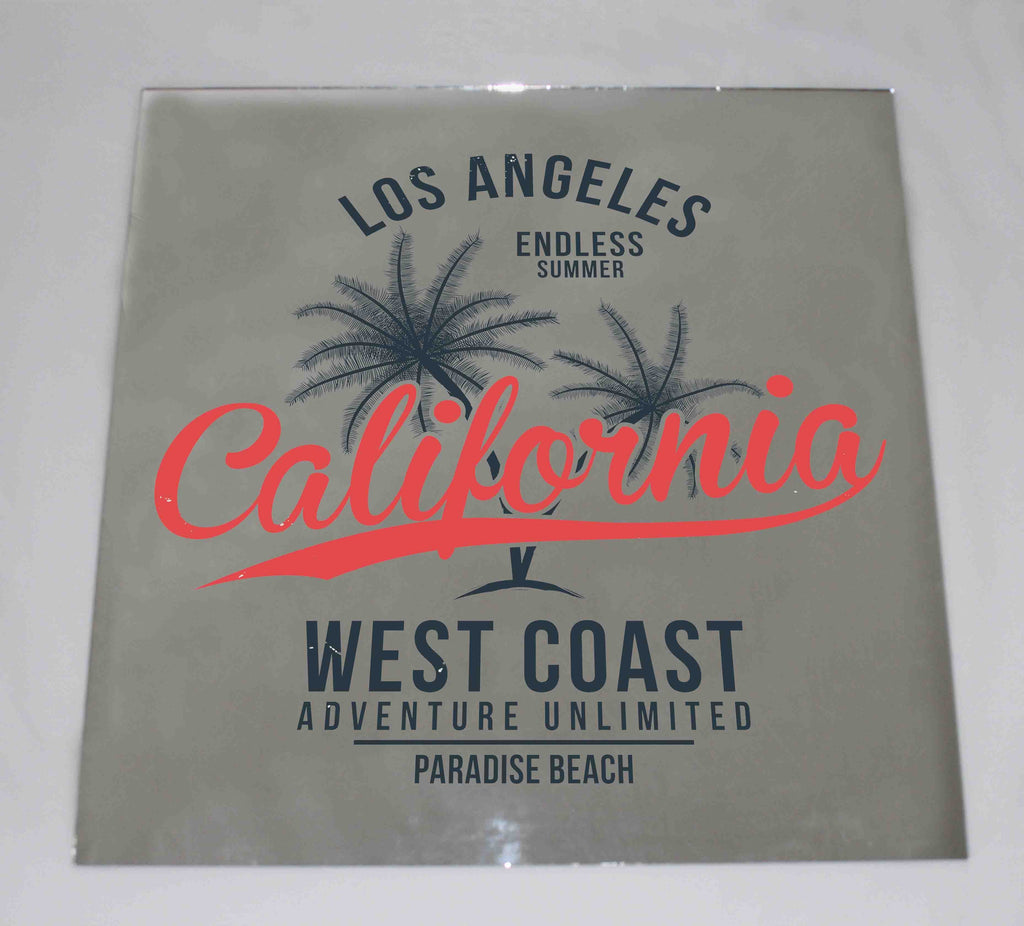 LOS ANGELES
ENDLESS
SUMMER
California
WEST COAST
ADVENTURE UNLIMITED
PARADISE BEACH